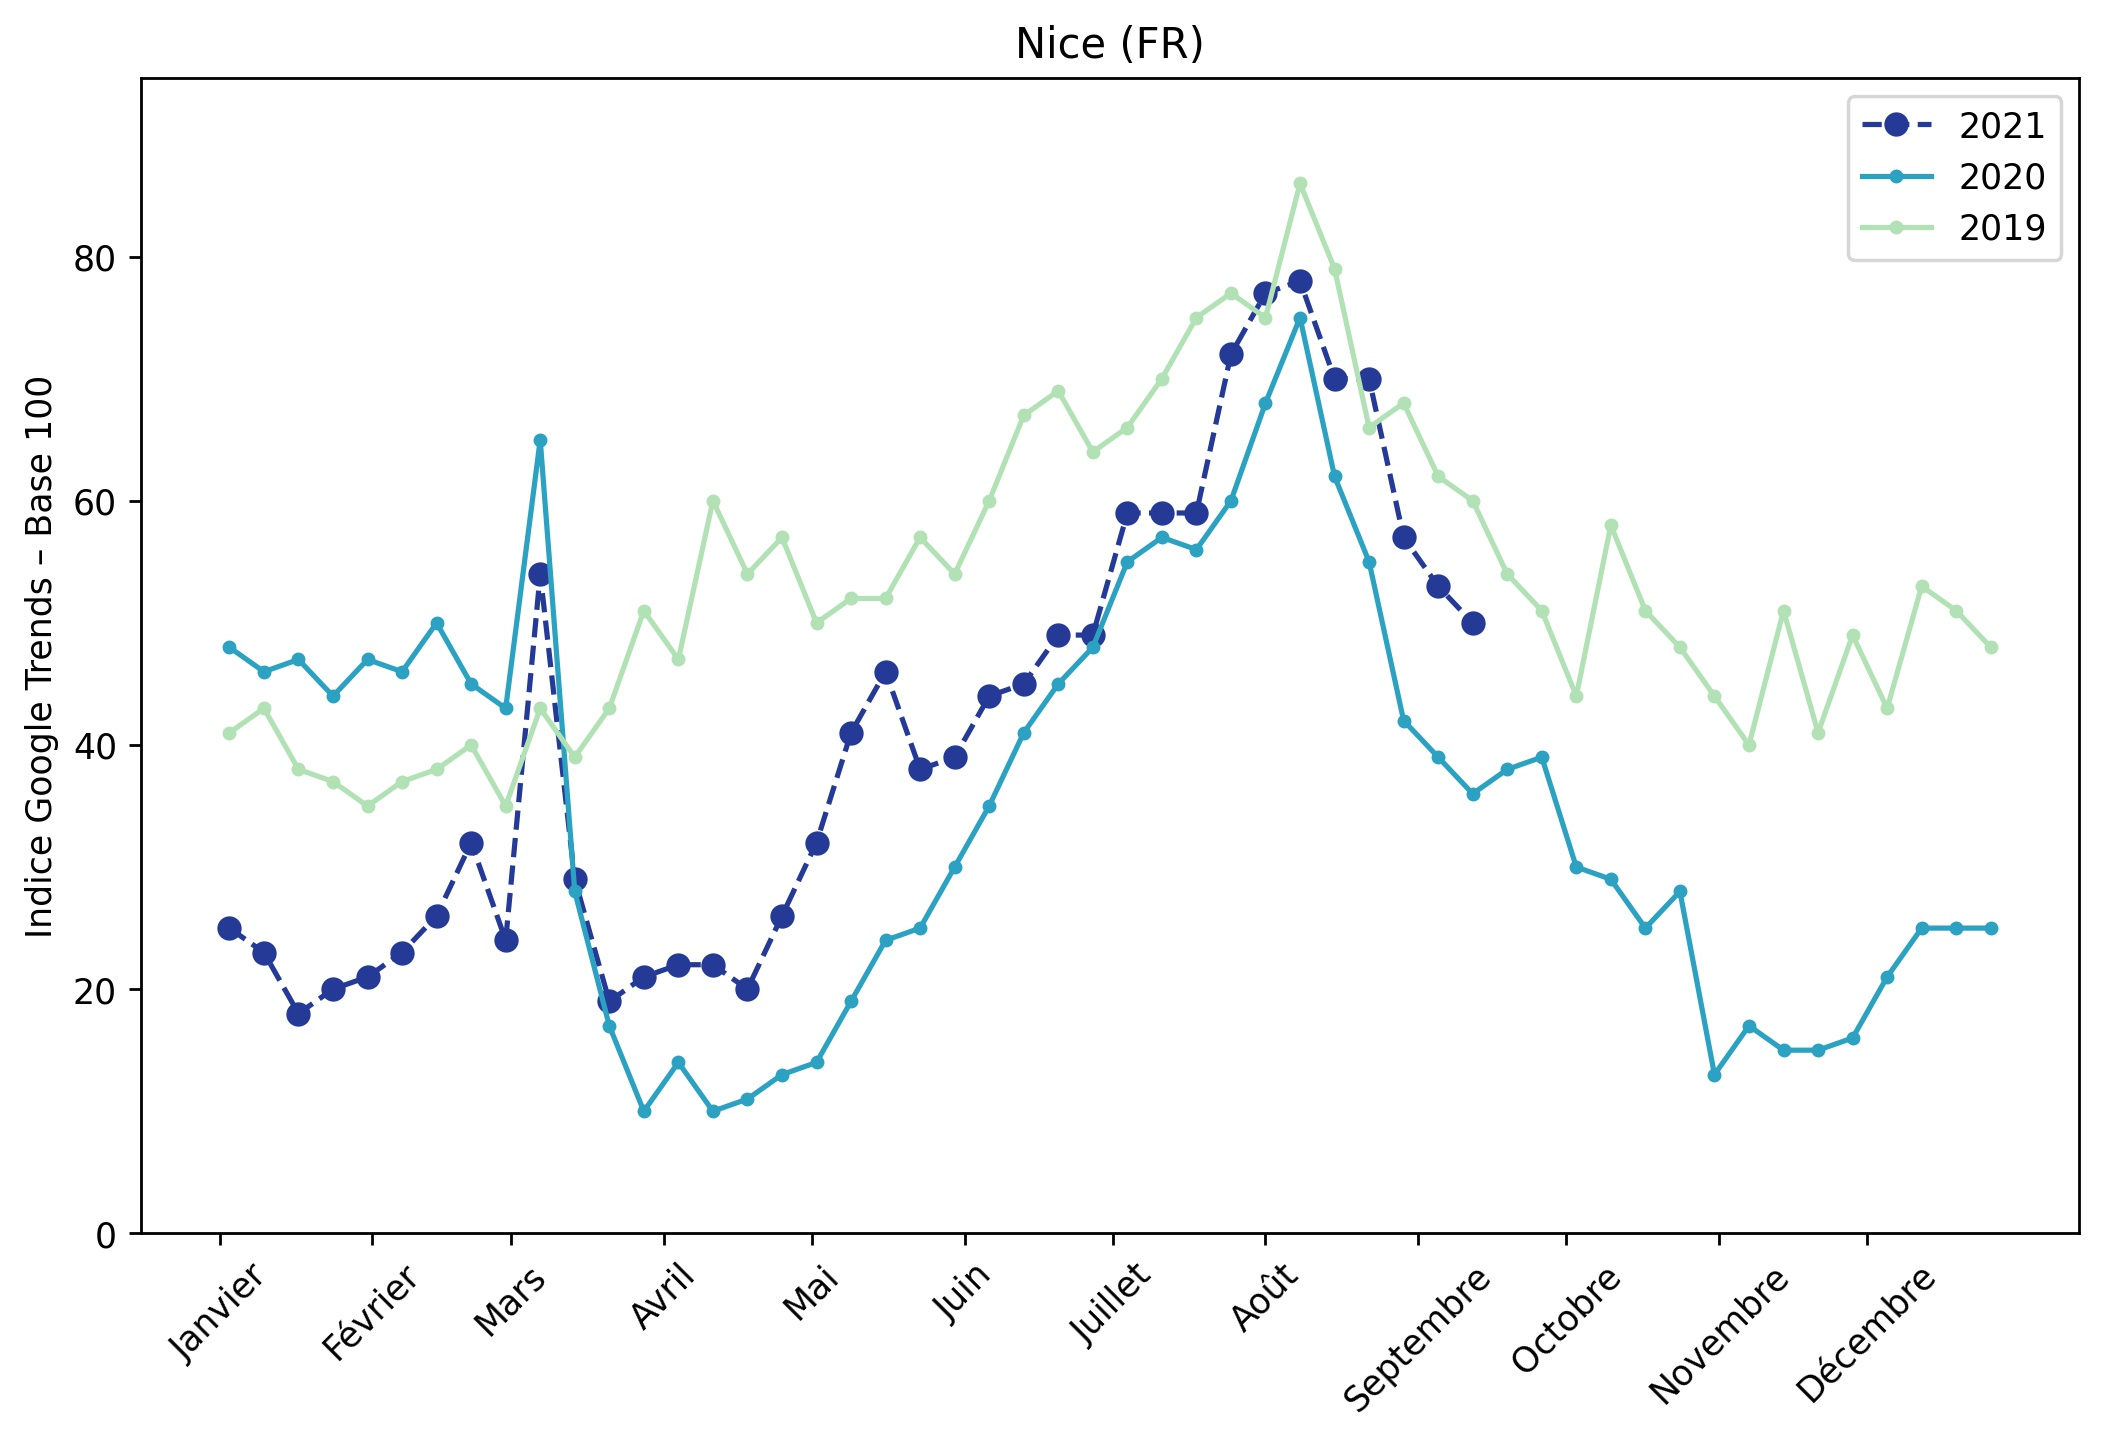 Nice (FR)
2021
2020
2019
Indice Google Trends – Base 100
80
60
40
20
0
Janvier
Février
Mars
Avril
Mai
Juin
Juillet
Août
Septembre
Octobre
Novembre
Décembre